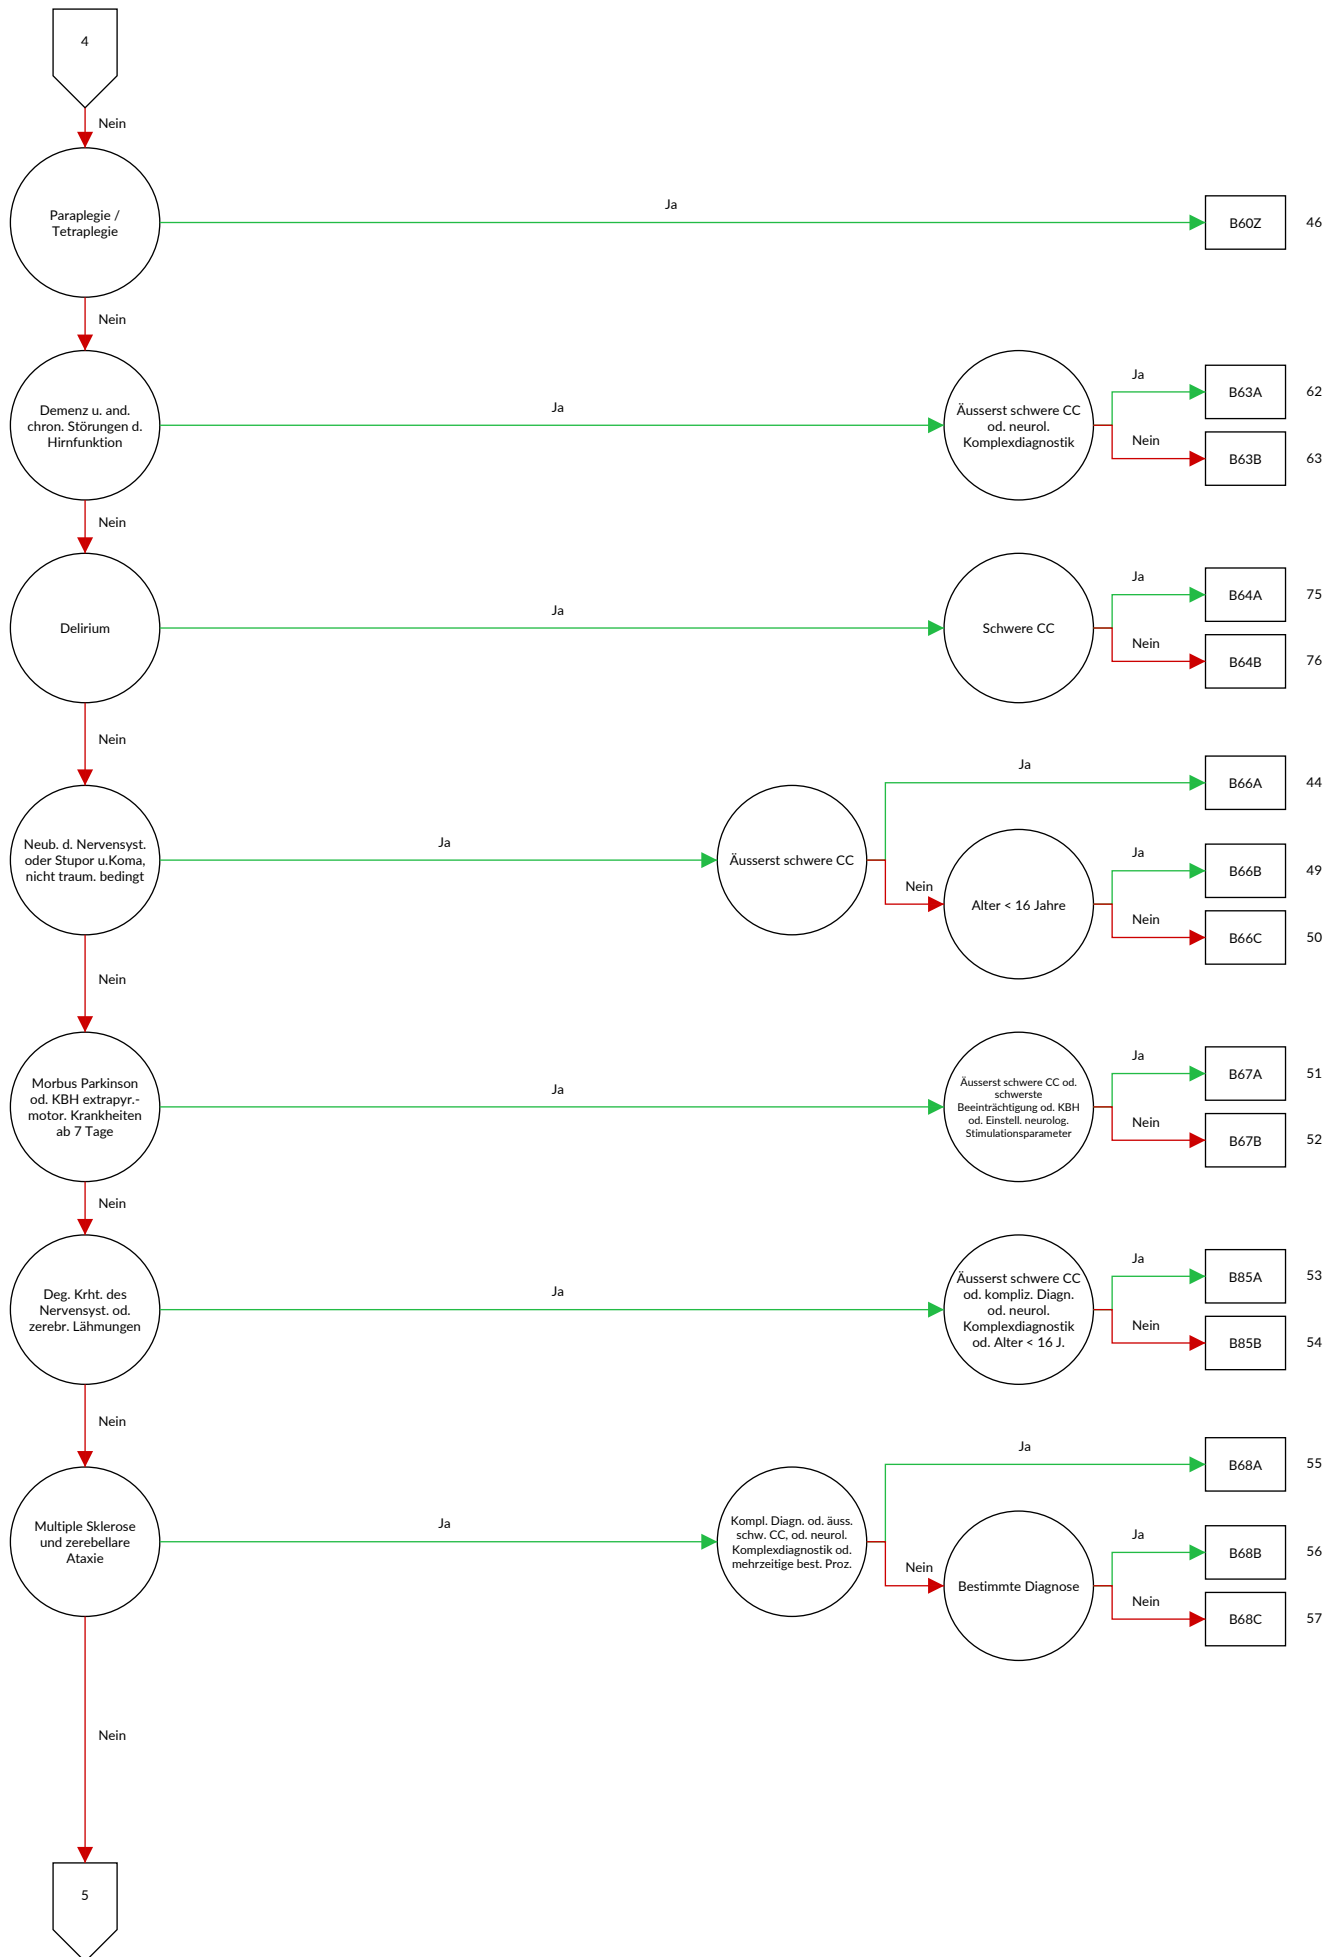 4
Nein
Paraplegie /
Tetraplegie
Ja
B60Z
46
Nein
Demenz u. and.
chron. Störungen d.
Hirnfunktion
Ja
Äusserst schwere CC
od. neurol.
Komplexdiagnostik
Ja
B63A
62
Nein
B63B
63
Nein
Delirium
Ja
Schwere CC
Ja
B64A
75
Nein
B64B
76
Nein
Neub. d. Nervensyst.
oder Stupor u.Koma,
nicht traum. bedingt
Ja
Äusserst schwere CC
Ja
B66A
44
Nein
Alter < 16 Jahre
Ja
B66B
49
Nein
B66C
50
Nein
Morbus Parkinson
od. KBH extrapyr.-
motor. Krankheiten
ab 7 Tage
Ja
Äusserst schwere CC od.
schwerste
Beeinträchtigung od. KBH
od. Einstell. neurolog.
Stimulationsparameter
Ja
B67A
51
Nein
B67B
52
Nein
Deg. Krht. des
Nervensyst. od.
zerebr. Lähmungen
Ja
Äusserst schwere CC
od. kompliz. Diagn.
od. neurol.
Komplexdiagnostik
od. Alter < 16 J.
Ja
B85A
53
Nein
B85B
54
Nein
Multiple Sklerose
und zerebellare
Ataxie
Ja
Kompl. Diagn. od. äuss.
schw. CC, od. neurol.
Komplexdiagnostik od.
mehrzeitige best. Proz.
Ja
B68A
55
Nein
Bestimmte Diagnose
Ja
B68B
56
Nein
B68C
57
Nein
5